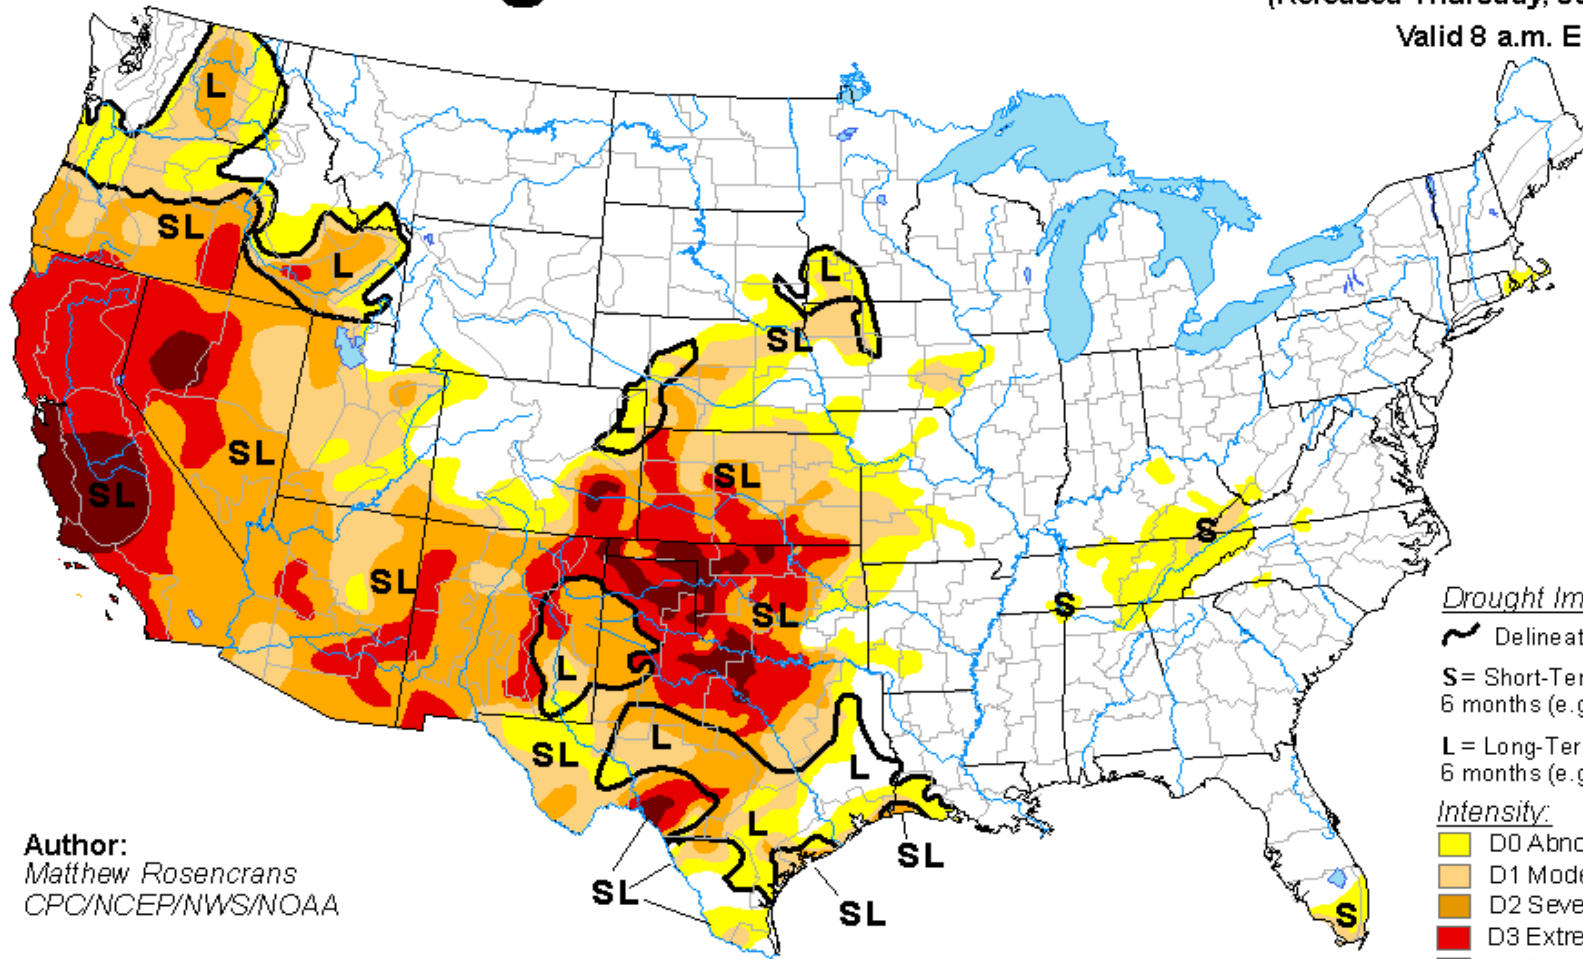 Valid 8 a.m. E
L
SL
L
L
SL
L
SL
SL
SL
S
SL
SL
S
L
SL
L
L
L
SL
SL
SL
S
Drought Im
Delineat
S = Short-Ter
6 months (e.g
L = Long-Ter
6 months (e.g
Intensity:
D0 Abno
D1 Mode
D2 Seve
D3 Extre
Author:
Matthew Rosencrans
CPC/NCEP/NWS/NOAA